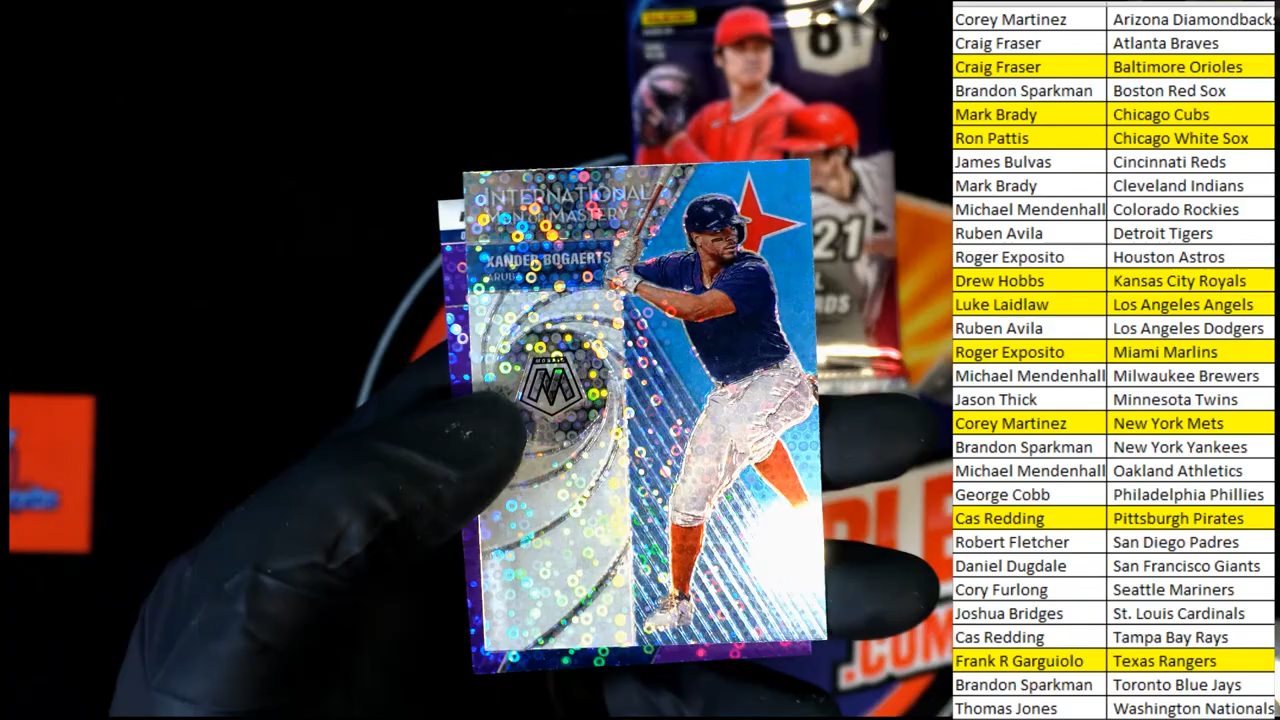 INTERNATIONAL
MEN OF MASTERY
XANDER BOGAERTS
ARUBA
MOSAIC
8
21
.COM
Corey Martinez Arizona Diamondbacks
Craig Fraser Atlanta Braves
Craig Fraser Baltimore Orioles
Brandon Sparkman Boston Red Sox
Mark Brady Chicago Cubs
Ron Pattis Chicago White Sox
James Bulvas Cincinnati Reds
Mark Brady Cleveland Indians
Michael Mendenhall Colorado Rockies
Ruben Avila Detroit Tigers
Roger Exposito Houston Astros
Drew Hobbs Kansas City Royals
Luke Laidlaw Los Angeles Angels
Ruben Avila Los Angeles Dodgers
Roger Exposito Miami Marlins
Michael Mendenhall Milwaukee Brewers
Jason Thick Minnesota Twins
Corey Martinez New York Mets
Brandon Sparkman New York Yankees
Michael Mendenhall Oakland Athletics
George Cobb Philadelphia Phillies
Cas Redding Pittsburgh Pirates
Robert Fletcher San Diego Padres
Daniel Dugdale San Francisco Giants
Cory Furlong Seattle Mariners
Joshua Bridges St. Louis Cardinals
Cas Redding Tampa Bay Rays
Frank R Garguiolo Texas Rangers
Brandon Sparkman Toronto Blue Jays
Thomas Jones Washington Nationals